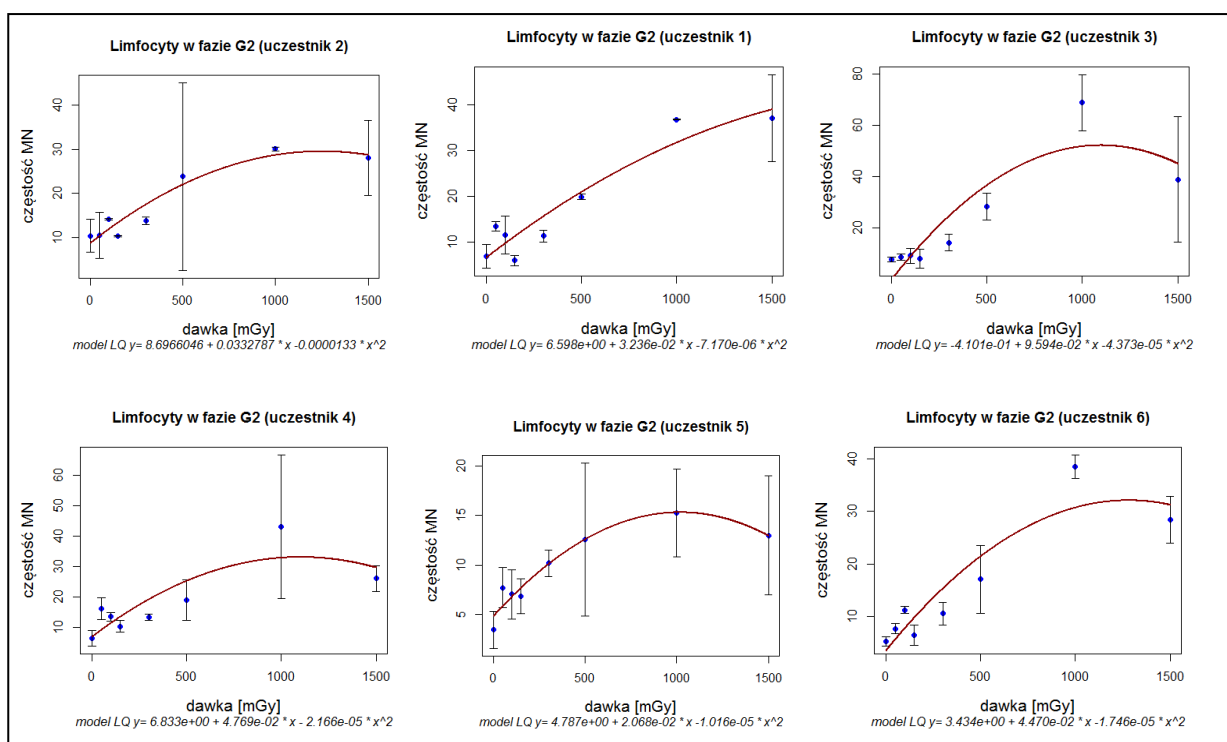 Limfocyty w fazie G2 (uczestnik 2)
częstość MN
40
30
20
10
0
500
1000
1500
dawka [mGy]
model LQ y= 8.6966046 + 0.0332787 * x -0.0000133 * x^2
Limfocyty w fazie G2 (uczestnik 1)
częstość MN
40
30
20
10
0
500
1000
1500
dawka [mGy]
model LQ y= 6.598e+00 + 3.236e-02 * x -7.170e-06 * x^2
Limfocyty w fazie G2 (uczestnik 3)
częstość MN
80
60
40
20
0
500
1000
1500
dawka [mGy]
model LQ y= -4.101e-01 + 9.594e-02 * x -4.373e-05 * x^2
Limfocyty w fazie G2 (uczestnik 4)
częstość MN
60
50
40
30
20
10
0
500
1000
1500
dawka [mGy]
model LQ y= 6.833e+00 + 4.769e-02 * x - 2.166e-05 * x^2
Limfocyty w fazie G2 (uczestnik 5)
częstość MN
20
15
10
5
0
500
1000
1500
dawka [mGy]
model LQ y= 4.787e+00 + 2.068e-02 * x -1.016e-05 * x^2
Limfocyty w fazie G2 (uczestnik 6)
częstość MN
40
30
20
10
0
500
1000
1500
dawka [mGy]
model LQ y= 3.434e+00 + 4.470e-02 * x -1.746e-05 * x^2